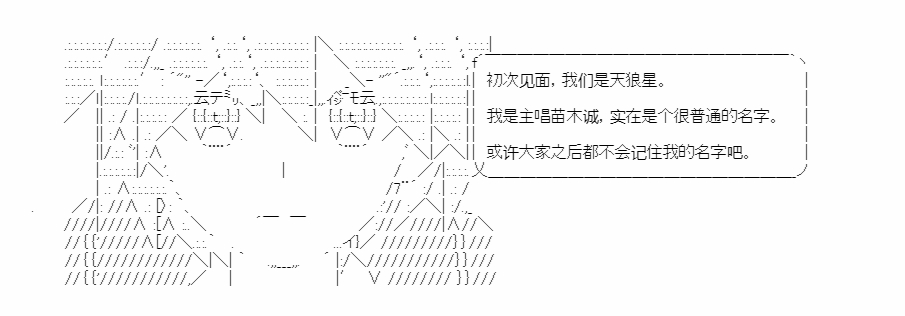 初次见面，我们是天狼星。
我是主唱苗木诚，实在是个很普通的名字。
或许大家之后都不会记住我的名字吧。